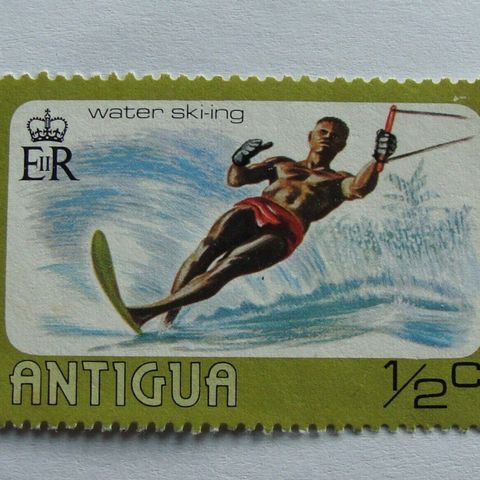 water ski-ing
EIIR
ANTIGUA ½c